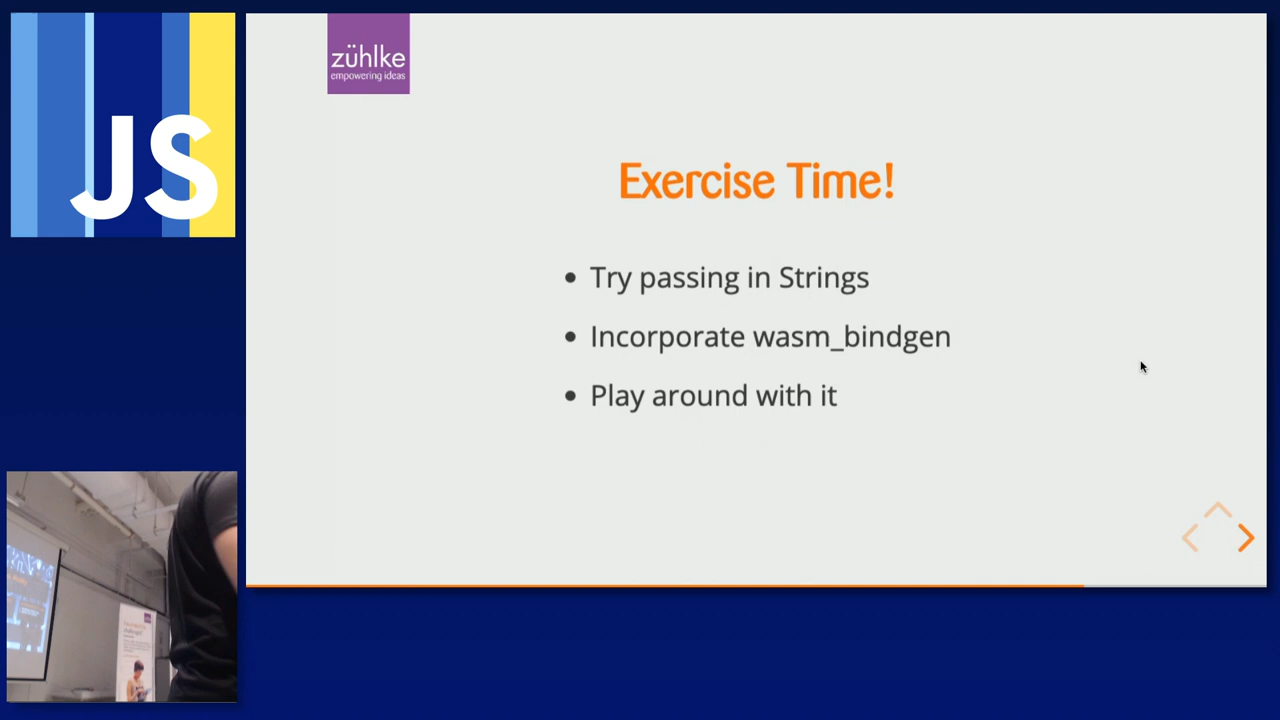 JS
zühlke
empowering ideas
Exercise Time!
Try passing in Strings
Incorporate wasm_bindgen
Play around with it